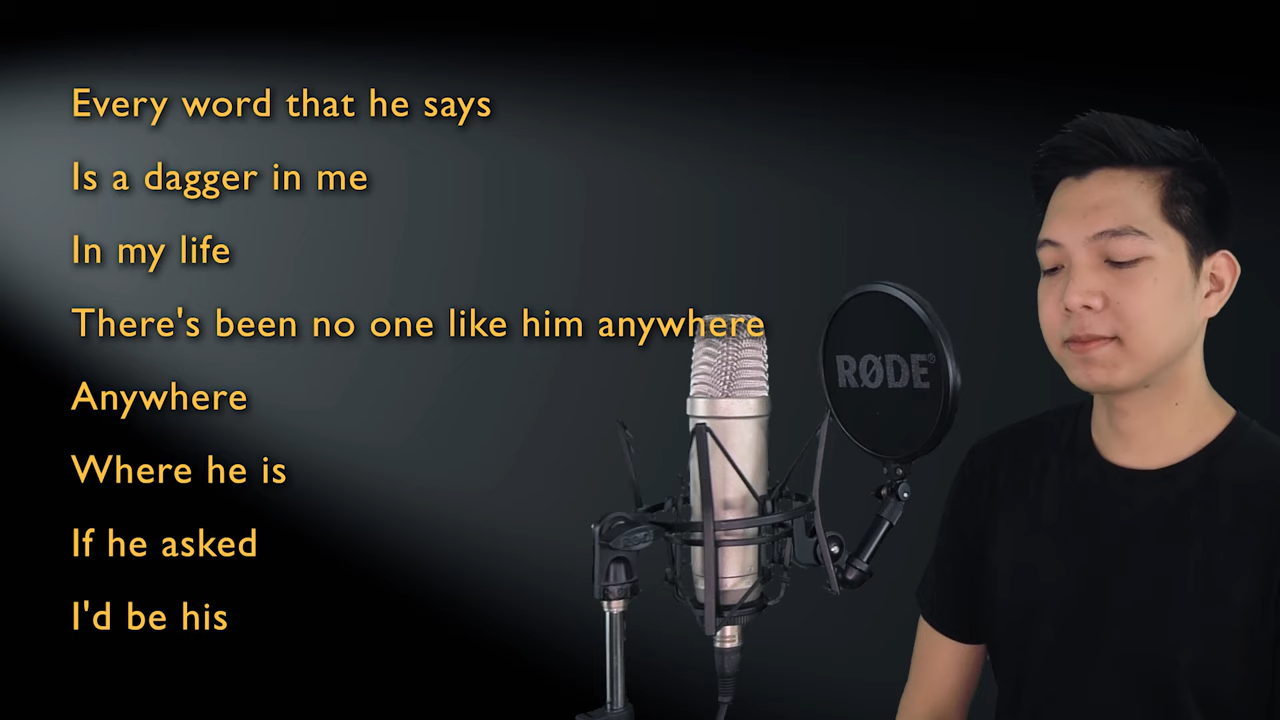 Every word that he says
Is a dagger in me
In my life
There's been no one like him anywhere
Anywhere
Where he is
If he asked
I'd be his
RØDE®